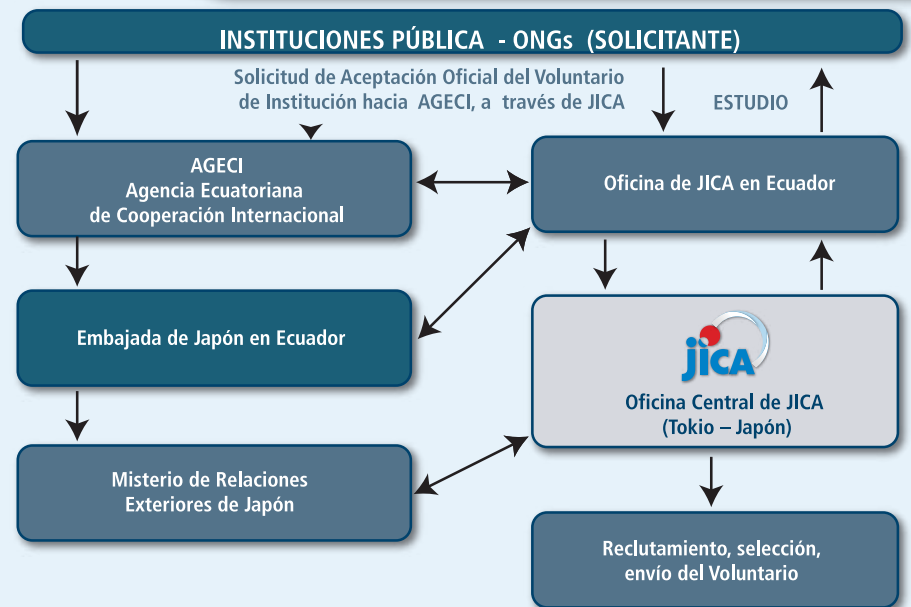 INSTITUCIONES PÚBLICA - ONGs (SOLICITANTE)
Solicitud de Aceptación Oficial del Voluntario
de Institución hacia AGECI, a través de JICA
ESTUDIO
AGECI
Agencia Ecuatoriana
de Cooperación Internacional
Oficina de JICA en Ecuador
Embajada de Japón en Ecuador
jica
Oficina Central de JICA
(Tokio – Japón)
Misterio de Relaciones
Exteriores de Japón
Reclutamiento, selección,
envío del Voluntario